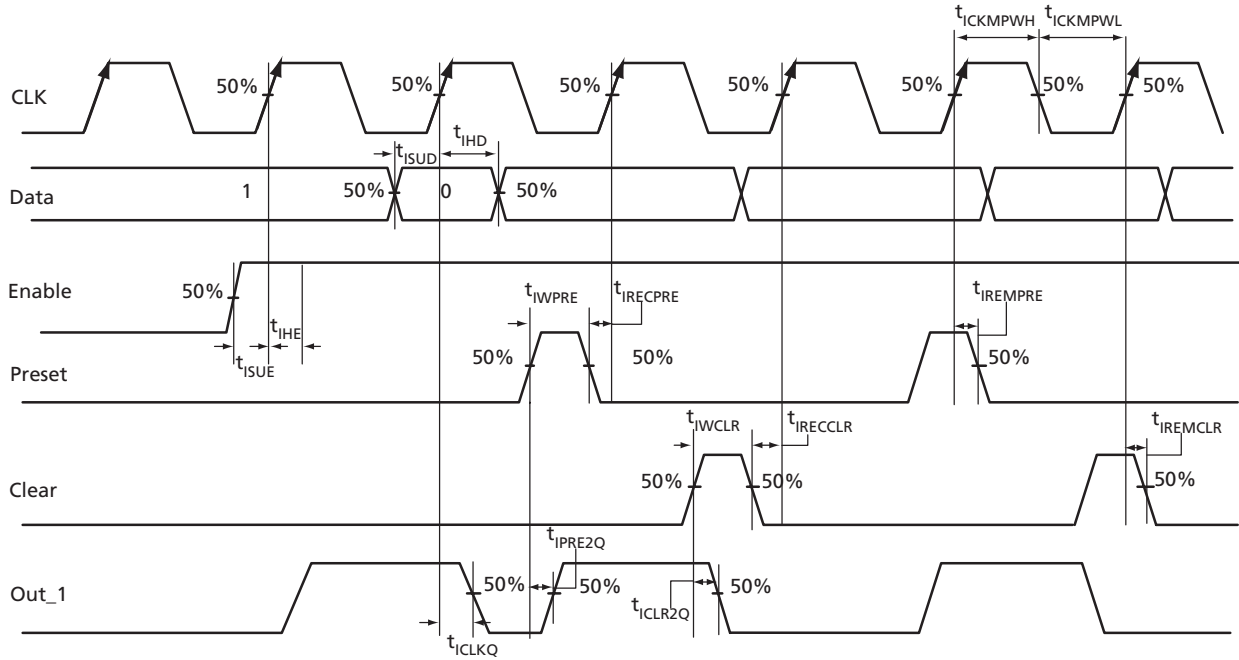 tICKMPWH tICKMPWL
CLK
50% 50% 50% 50% 50% 50% 50%
tISUD tIHD
Data
1 50% 0 50%
Enable
50%
tISUE tIHE
tIWPRE tIRECPRE tIREMPRE
Preset
50% 50% 50%
tIWCLR tIRECCLR tIREMCLR
Clear
50% 50% 50%
tIPRE2Q
Out_1
50% 50% 50%
tICLKQ tICLR2Q